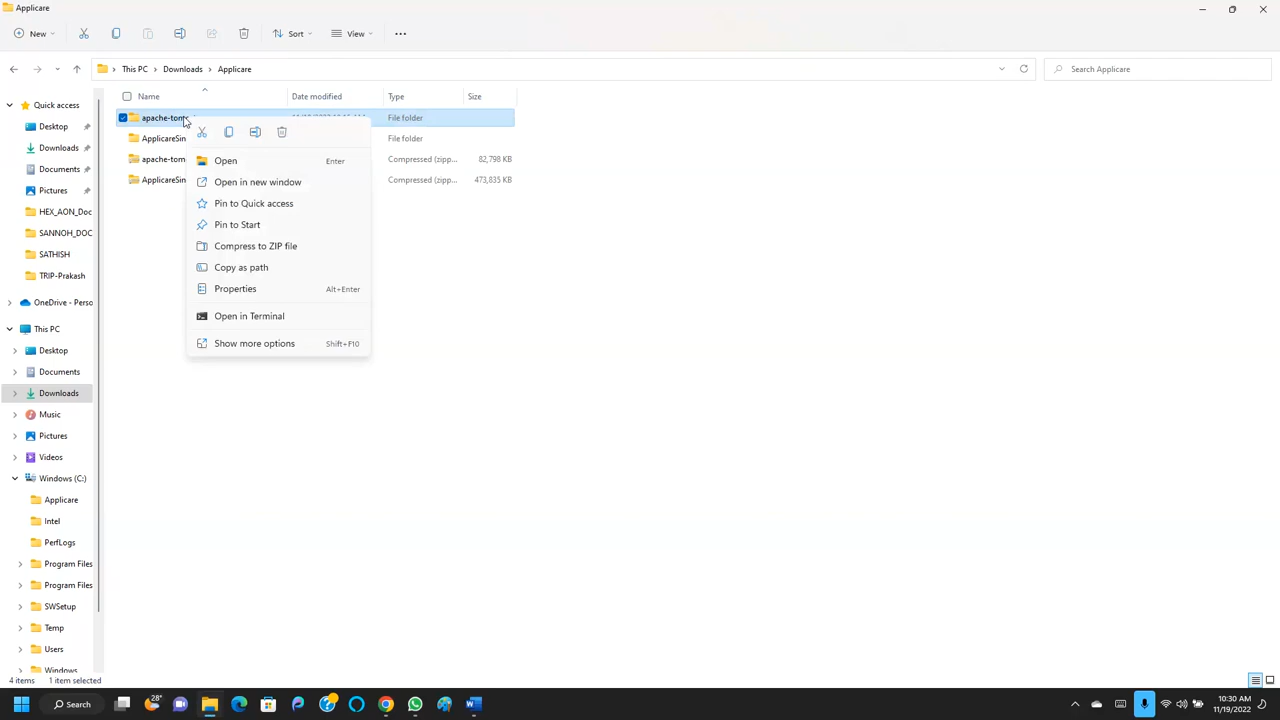 Applicare
New
Sort
View
This PC
Downloads
Applicare
Search Applicare
Name
Date modified
Type
Size
apache-tom
File folder
ApplicareSin
File folder
apache-tom
Compressed (zipp...
82,798 KB
ApplicareSin
Compressed (zipp...
473,835 KB
Open
Enter
Open in new window
Pin to Quick access
Pin to Start
Compress to ZIP file
Copy as path
Properties
Alt+Enter
Open in Terminal
Show more options
Shift+F10
Quick access
Desktop
Downloads
Documents
Pictures
HEX_AON_Doc
SANNOH_DOC
SATHISH
TRIP-Prakash
OneDrive - Perso
This PC
Desktop
Documents
Downloads
Music
Pictures
Videos
Windows (C:)
Applicare
Intel
PerfLogs
Program Files
Program Files
SWSetup
Temp
Users
Windows
4 items
1 item selected
28°
Search
10:30 AM
11/19/2022